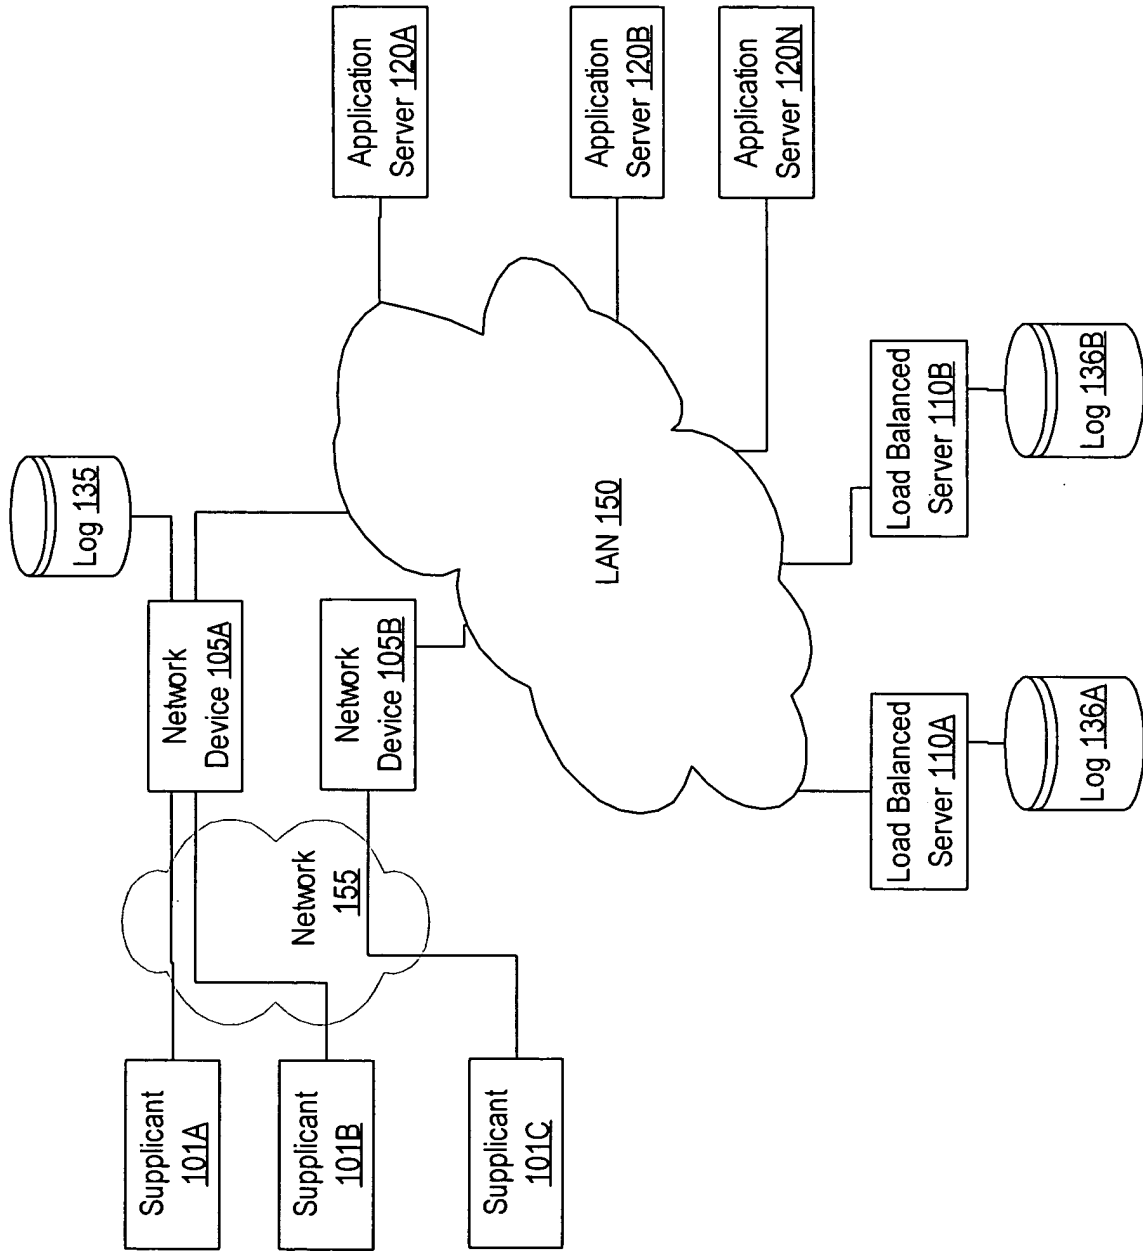 Supplicant
101A
Supplicant
101B
Supplicant
101C
Network
155
Network
Device 105A
Network
Device 105B
Log 135
LAN 150
Application
Server 120A
Application
Server 120B
Application
Server 120N
Load Balanced
Server 110A
Load Balanced
Server 110B
Log 136A
Log 136B